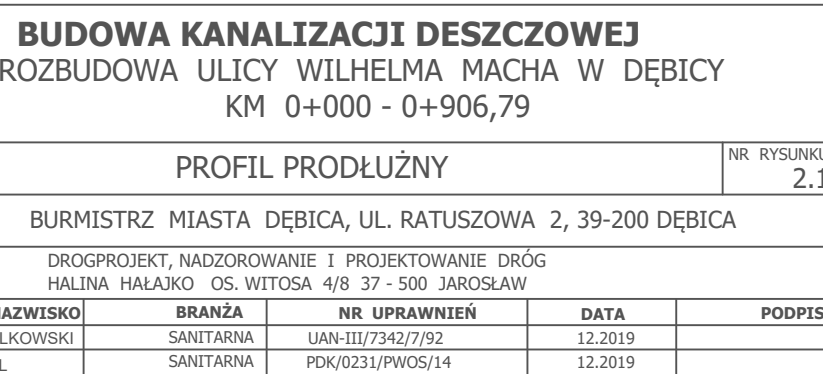 BUDOWA KANALIZACJI DESZCZOWEJ
ROZBUDOWA ULICY WILHELMA MACHA W DĘBICY
KM 0+000 - 0+906,79
PROFIL PRODŁUŻNY
NR RYSUNKU
2.1
BURMISTRZ MIASTA DĘBICA, UL. RATUSZOWA 2, 39-200 DĘBICA
DROGPROJEKT, NADZOROWANIE I PROJEKTOWANIE DRÓG
HALINA HAŁAJKO OS. WITOSA 4/8 37 - 500 JAROSŁAW
NAZWISKO BRANŻA NR UPRAWNIEŃ DATA PODPIS
LKOWSKI SANITARNA UAN-III/7342/7/92 12.2019
L SANITARNA PDK/0231/PWOS/14 12.2019